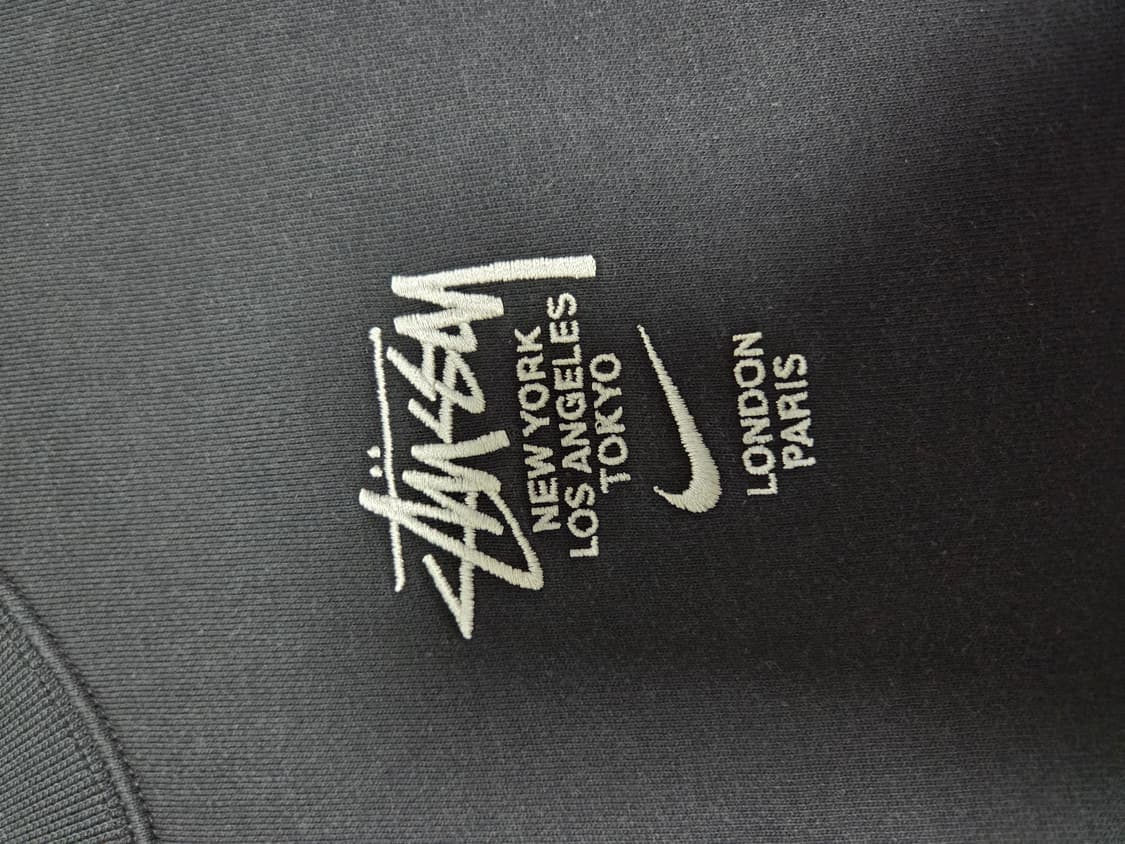 Stüssy
NEW YORK
LOS ANGELES
TOKYO
LONDON
PARIS